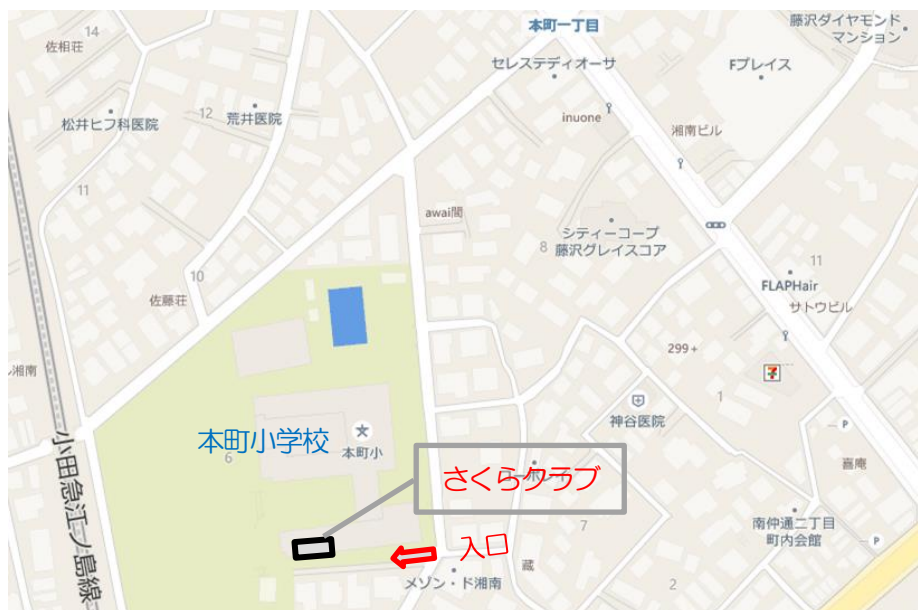 本町一丁目
藤沢ダイヤモンド
マンション
14
佐相荘
セレステディオーサ
Fプレイス
松井ヒフ科医院
12
荒井医院
inuone
湘南ビル
11
awai間
シティーコープ
藤沢グレイスコア
8
10
11
FLAPHair
佐藤荘
サトウビル
299+
湘南
7
1
神谷医院
P
本町小学校
6
本町小
さくらクラブ
喜庵
小田急江ノ島線
7
南仲通二丁目
町内会館
P
入口
蔵
メゾン・ド湘南
2